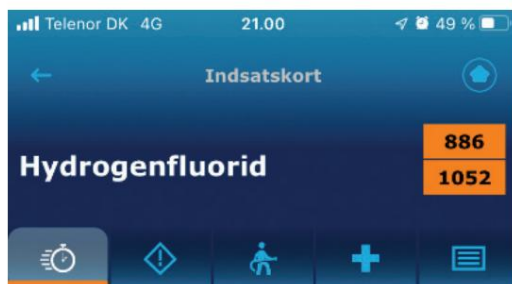 Telenor DK 4G 21.00 49 %
Indsatskort
886
Hydrogenfluorid
1052